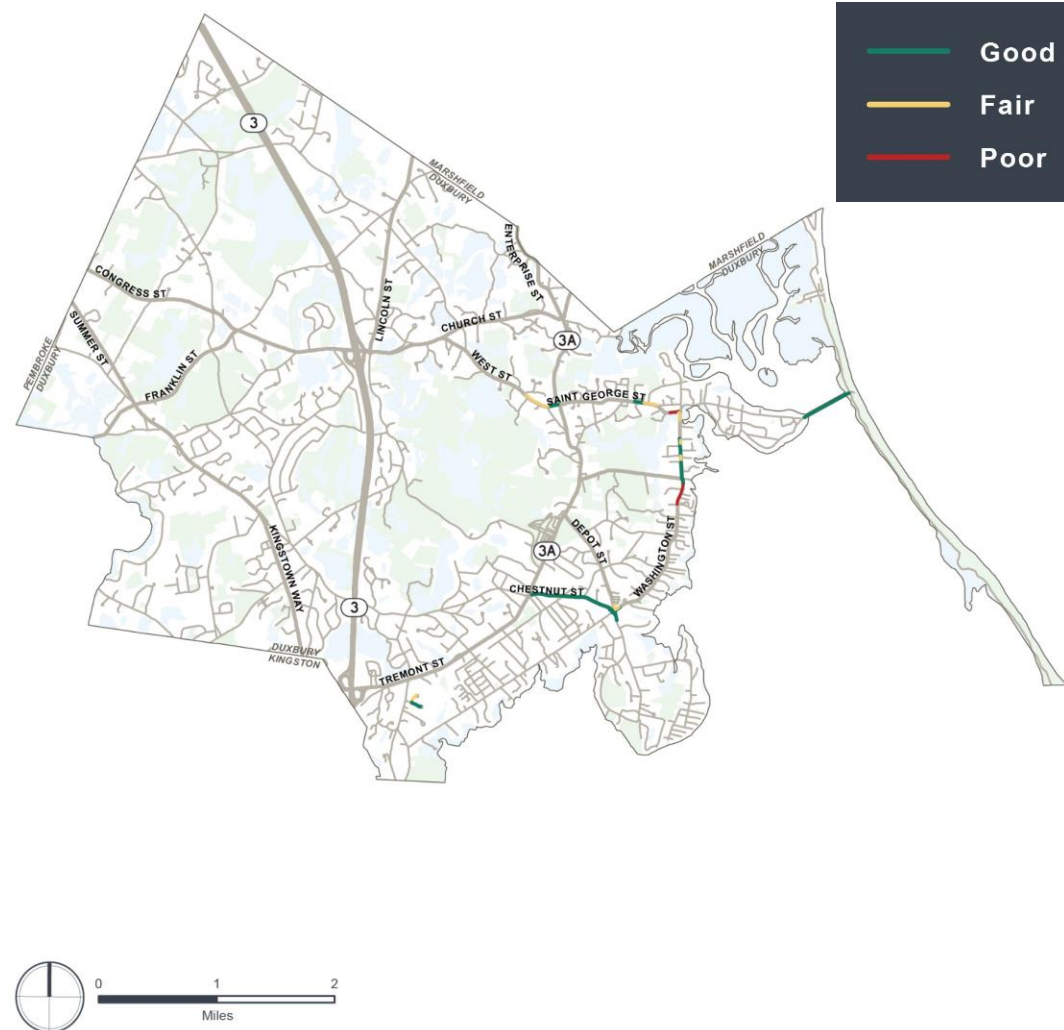 Good
Fair
Poor
3
MARSHFIELD
DUXBURY
MARSHFIELD
DUXBURY
ENTERPRISE ST
CONGRESS ST
LINCOLN ST
CHURCH ST
SUMMER ST
3A
PEMBROKE
DUXBURY
FRANKLIN ST
WEST ST
SAINT GEORGE ST
KINGSTOWN WAY
DEPOT ST
3A
WASHINGTON ST
CHESTNUT ST
3
DUXBURY
KINGSTON
TREMONT ST
0
1
2
Miles